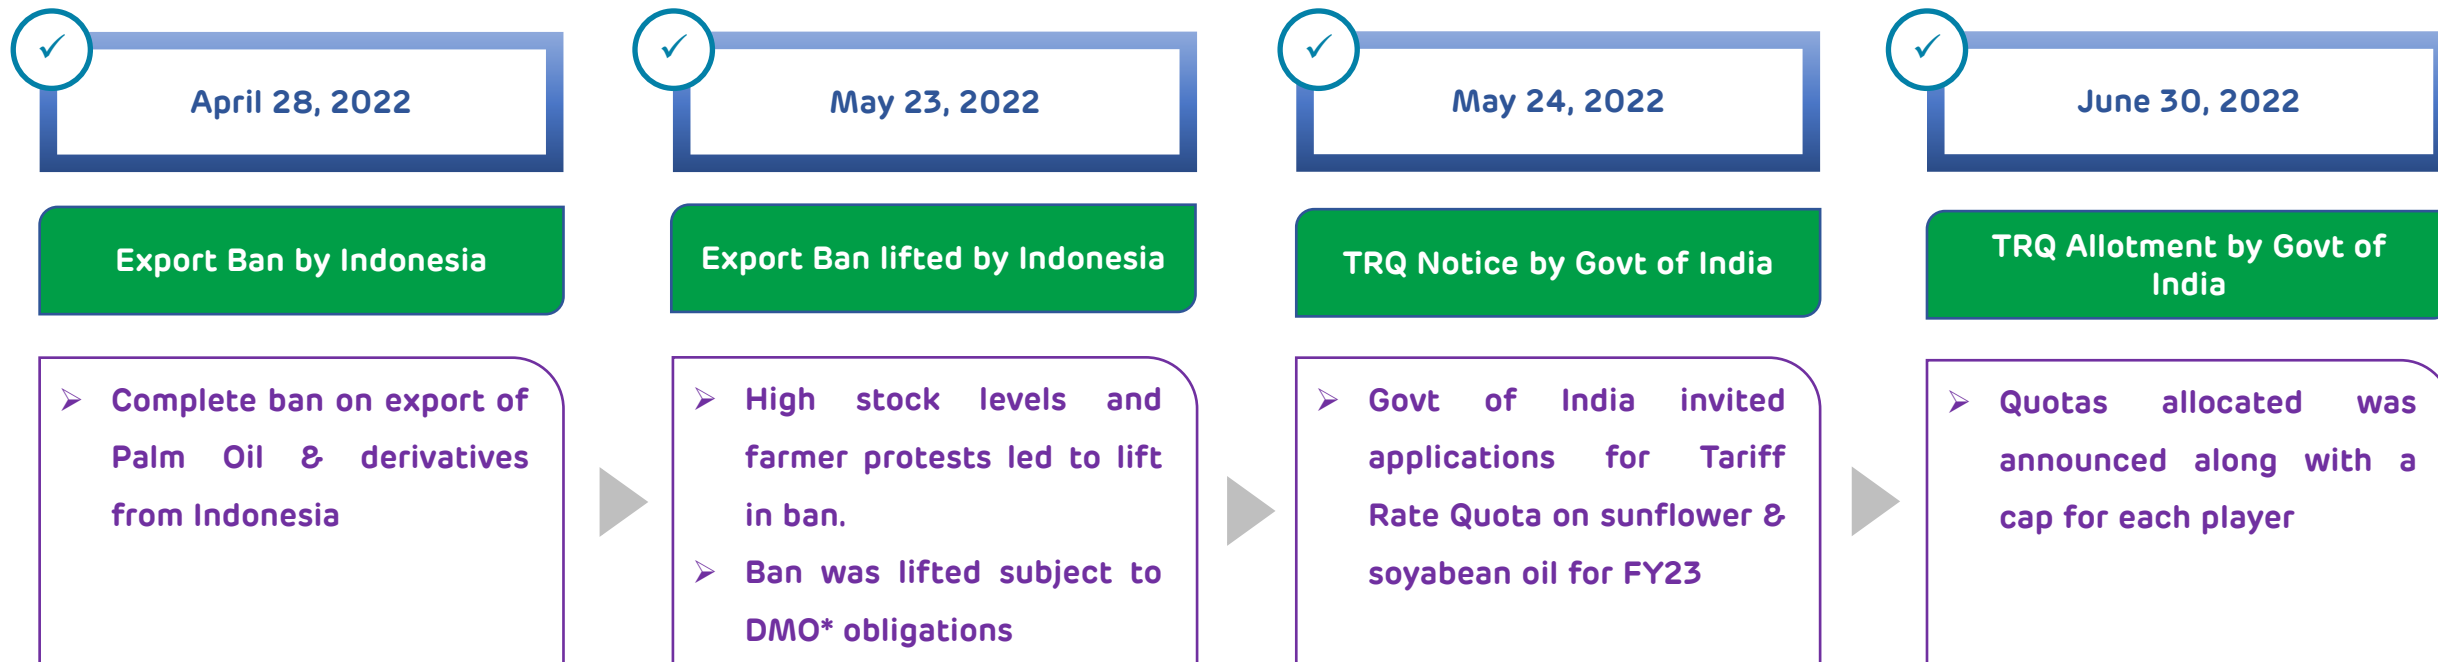 April 28, 2022
Export Ban by Indonesia
➢ Complete ban on export of
Palm Oil & derivatives
from Indonesia
May 23, 2022
Export Ban lifted by Indonesia
➢ High stock levels and
farmer protests led to lift
in ban.
➢ Ban was lifted subject to
DMO* obligations
May 24, 2022
TRQ Notice by Govt of India
➢ Govt of India invited
applications for Tariff
Rate Quota on sunflower &
soyabean oil for FY23
June 30, 2022
TRQ Allotment by Govt of
India
➢ Quotas allocated was
announced along with a
cap for each player